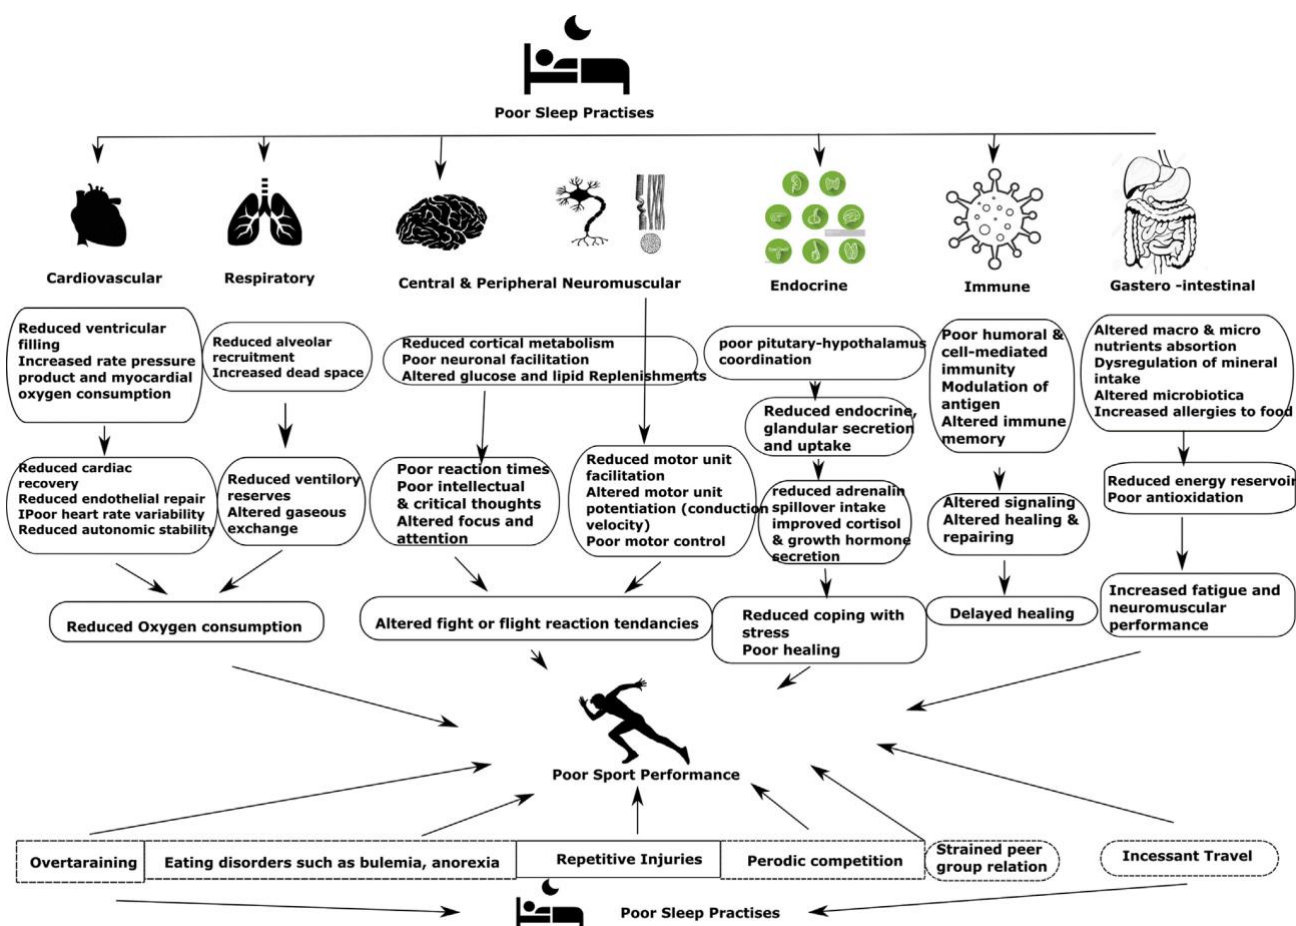 Poor Sleep Practises
Cardiovascular
Respiratory
Central & Peripheral Neuromuscular
Endocrine
Immune
Gastero -intestinal
Reduced ventricular
filling
Increased rate pressure
product and myocardial
oxygen consumption
Reduced alveolar
recruitment
Increased dead space
Reduced cortical metabolism
Poor neuronal facilitation
Altered glucose and lipid Replenishments
poor pitutary-hypothalamus
coordination
Poor humoral &
cell-mediated
immunity
Modulation of
antigen
Altered immune
memory
Altered macro & micro
nutrients absortion
Dysregulation of mineral
intake
Altered microbiotica
Increased allergies to food
Reduced endocrine,
glandular secretion
and uptake
Reduced cardiac
recovery
Reduced endothelial repair
IPoor heart rate variability
Reduced autonomic stability
Reduced ventilory
reserves
Altered gaseous
exchange
Poor reaction times
Poor intellectual
& critical thoughts
Altered focus and
attention
Reduced motor unit
facilitation
Altered motor unit
potentiation (conduction
velocity)
Poor motor control
reduced adrenalin
spillover intake
improved cortisol
& growth hormone
secretion
Altered signaling
Altered healing &
repairing
Reduced energy reservoir
Poor antioxidation
Reduced Oxygen consumption
Altered fight or flight reaction tendancies
Reduced coping with
stress
Poor healing
Delayed healing
Increased fatigue and
neuromuscular
performance
Poor Sport Performance
Overtaraining
Eating disorders such as bulemia, anorexia
Repetitive Injuries
Perodic competition
Strained peer
group relation
Incessant Travel
Poor Sleep Practises